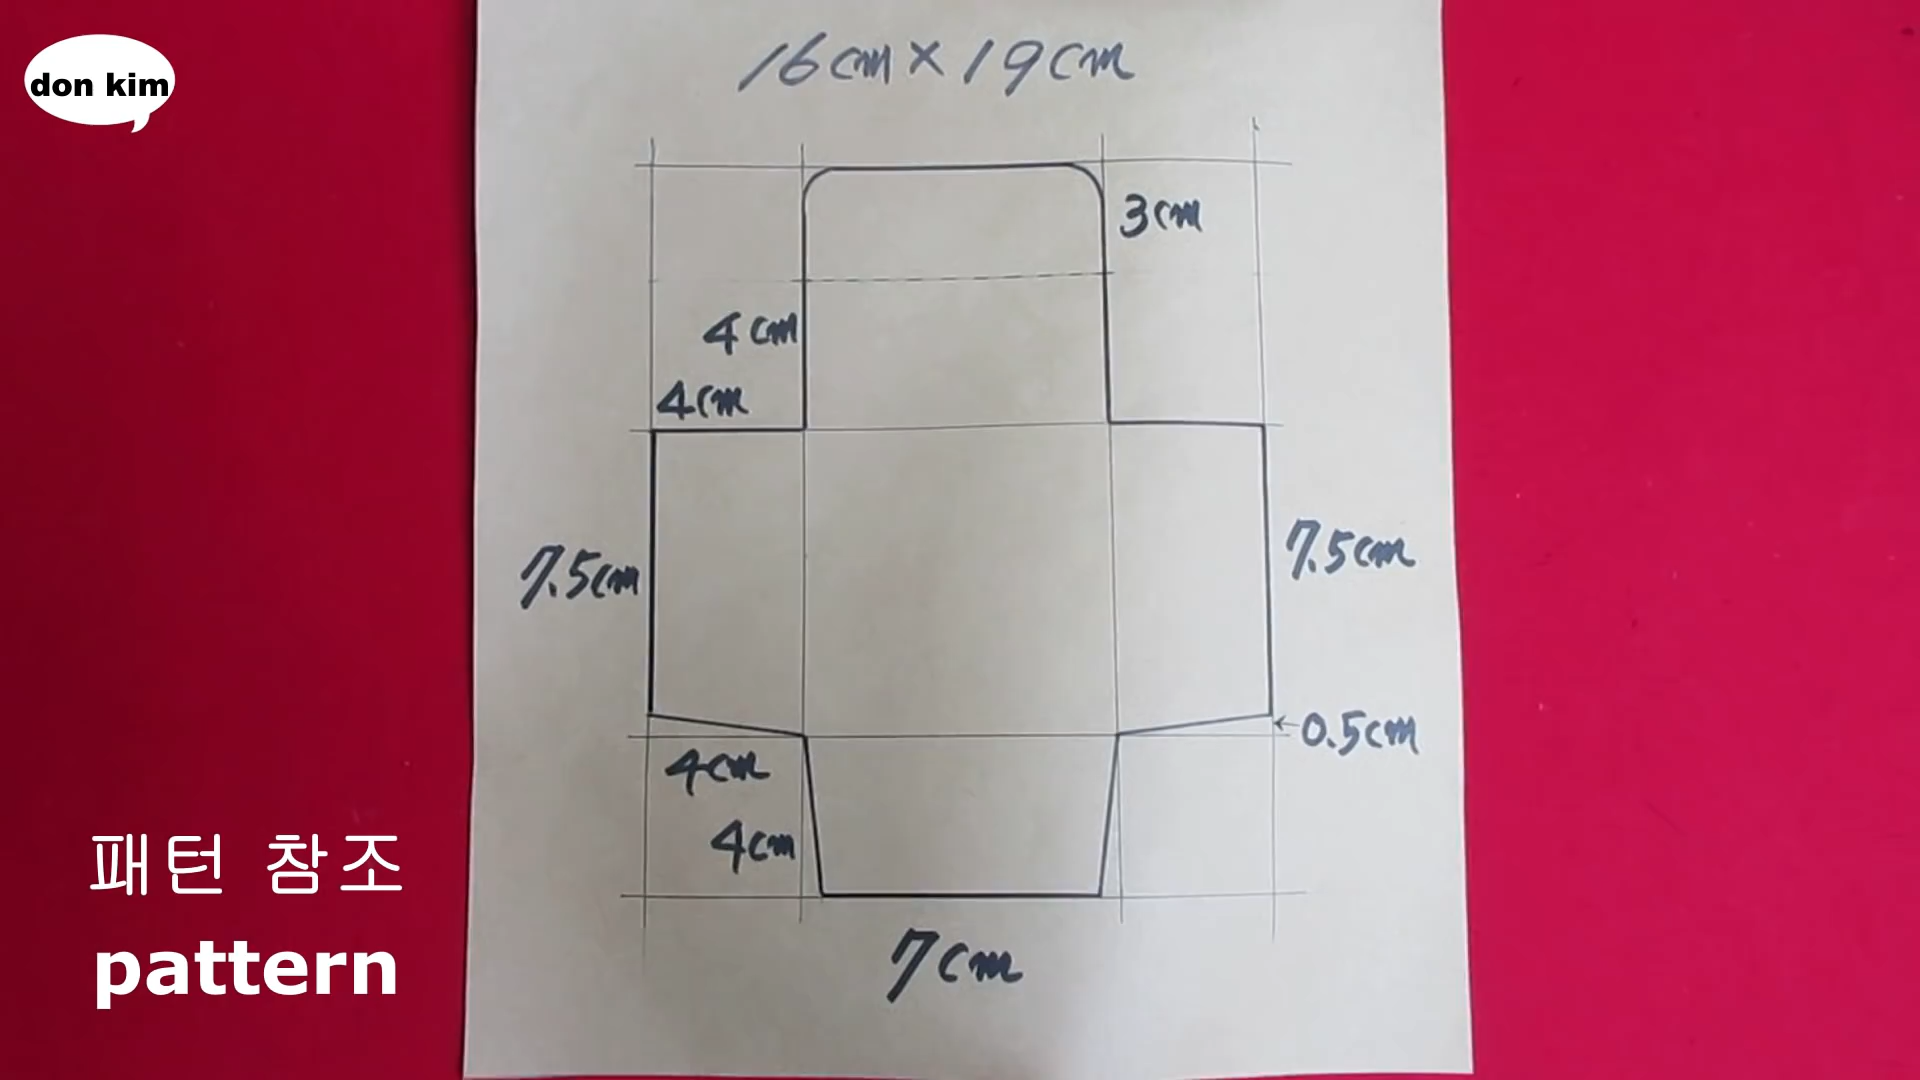 don kim
16cm×19cm
3cm
4cm
4cm
7.5cm
7.5cm
0.5cm
4cm
4cm
7cm
패턴 참조
pattern